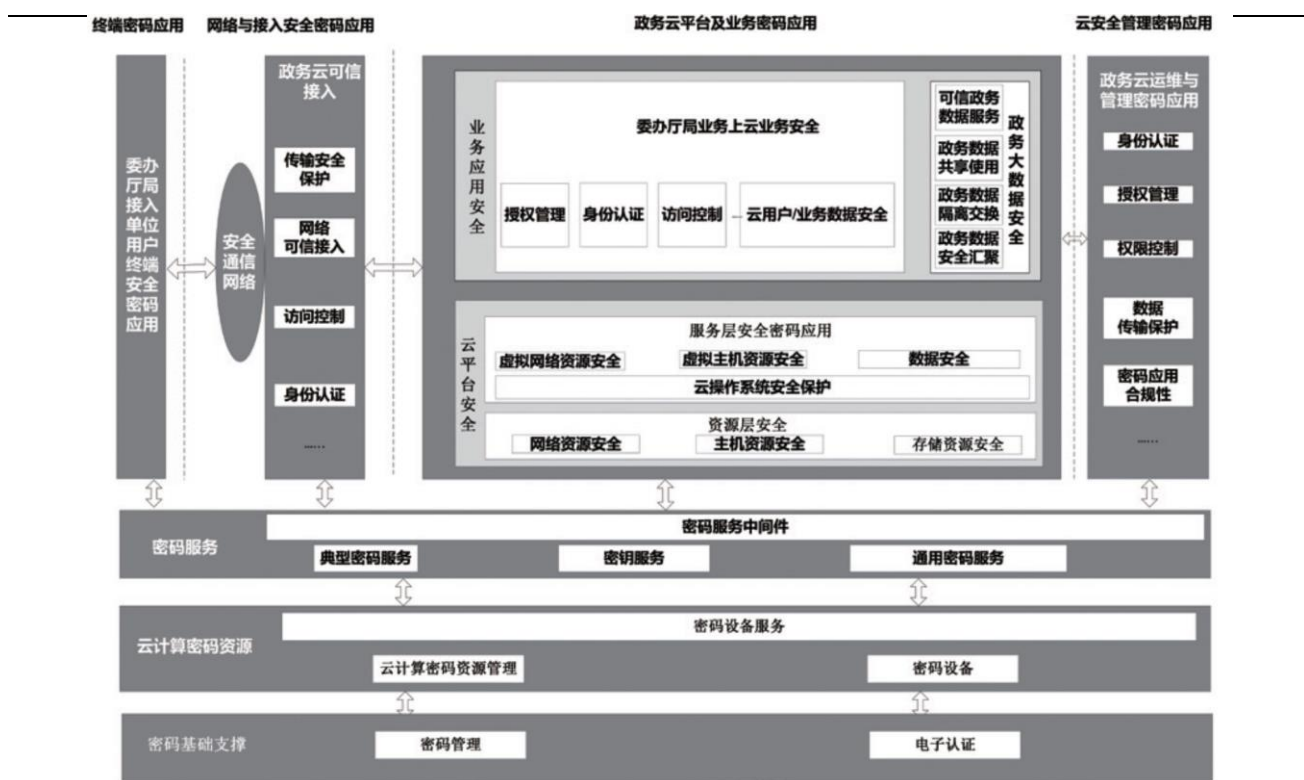 终端密码应用
网络与接入安全密码应用
政务云平台及业务密码应用
云安全管理密码应用
委办
厅局
接入
单位
用户
终端
安全
密码
应用
安全
通信
网络
政务云可信
接入
传输安全
保护
网络
可信接入
访问控制
身份认证
......
业务应用安全
委办厅局业务上云业务安全
授权管理
身份认证
访问控制
...
云用户/业务数据安全
可信政务
数据服务
政务数据
共享使用
政务数据
隔离交换
政务数据
安全汇聚
政务大数据安全
云平台安全
服务层安全密码应用
虚拟网络资源安全
虚拟主机资源安全
数据安全
云操作系统安全保护
资源层安全
网络资源安全
主机资源安全
存储资源安全
政务云运维与
管理密码应用
身份认证
授权管理
权限控制
数据
传输保护
密码应用
合规性
......
密码服务
密码服务中间件
典型密码服务
密钥服务
通用密码服务
云计算密码资源
密码设备服务
云计算密码资源管理
密码设备
密码基础支撑
密码管理
电子认证